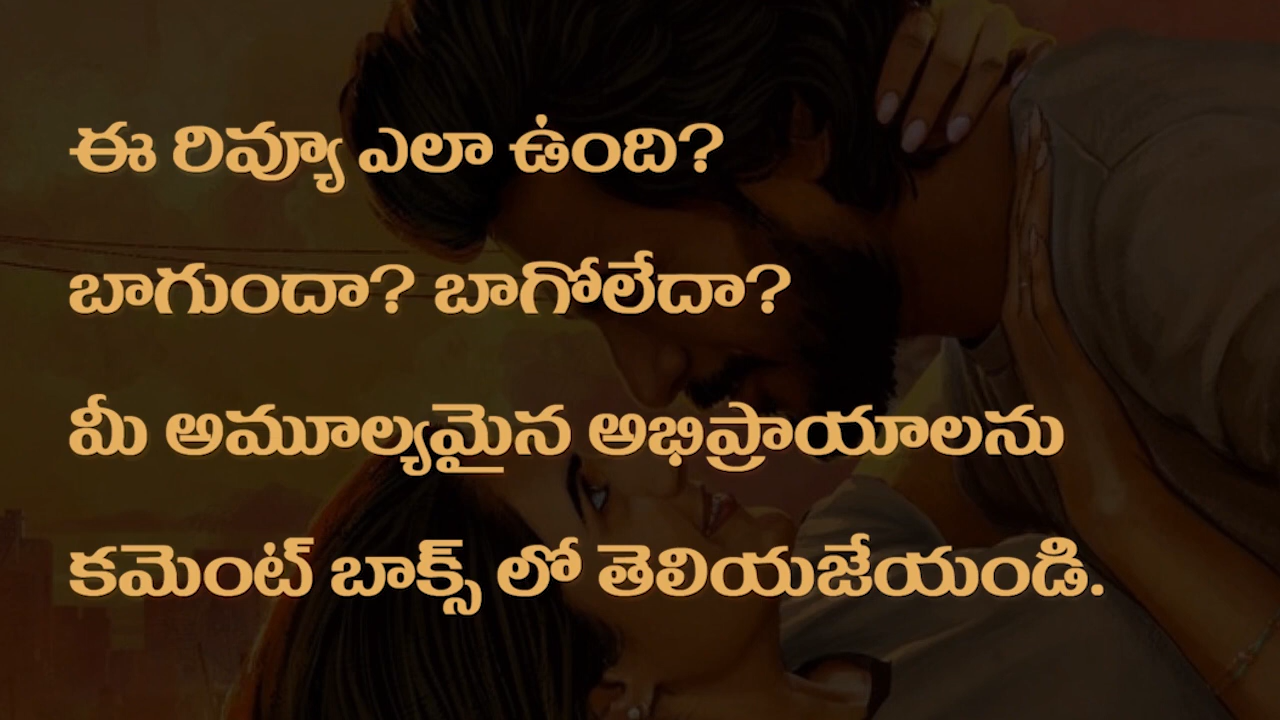 ఈ రివ్యూ ఎలా ఉంది?
బాగుందా? బాగోలేదా?
మీ అమూల్యమైన అభిప్రాయాలను
కమెంట్ బాక్స్ లో తెలియజేయండి.